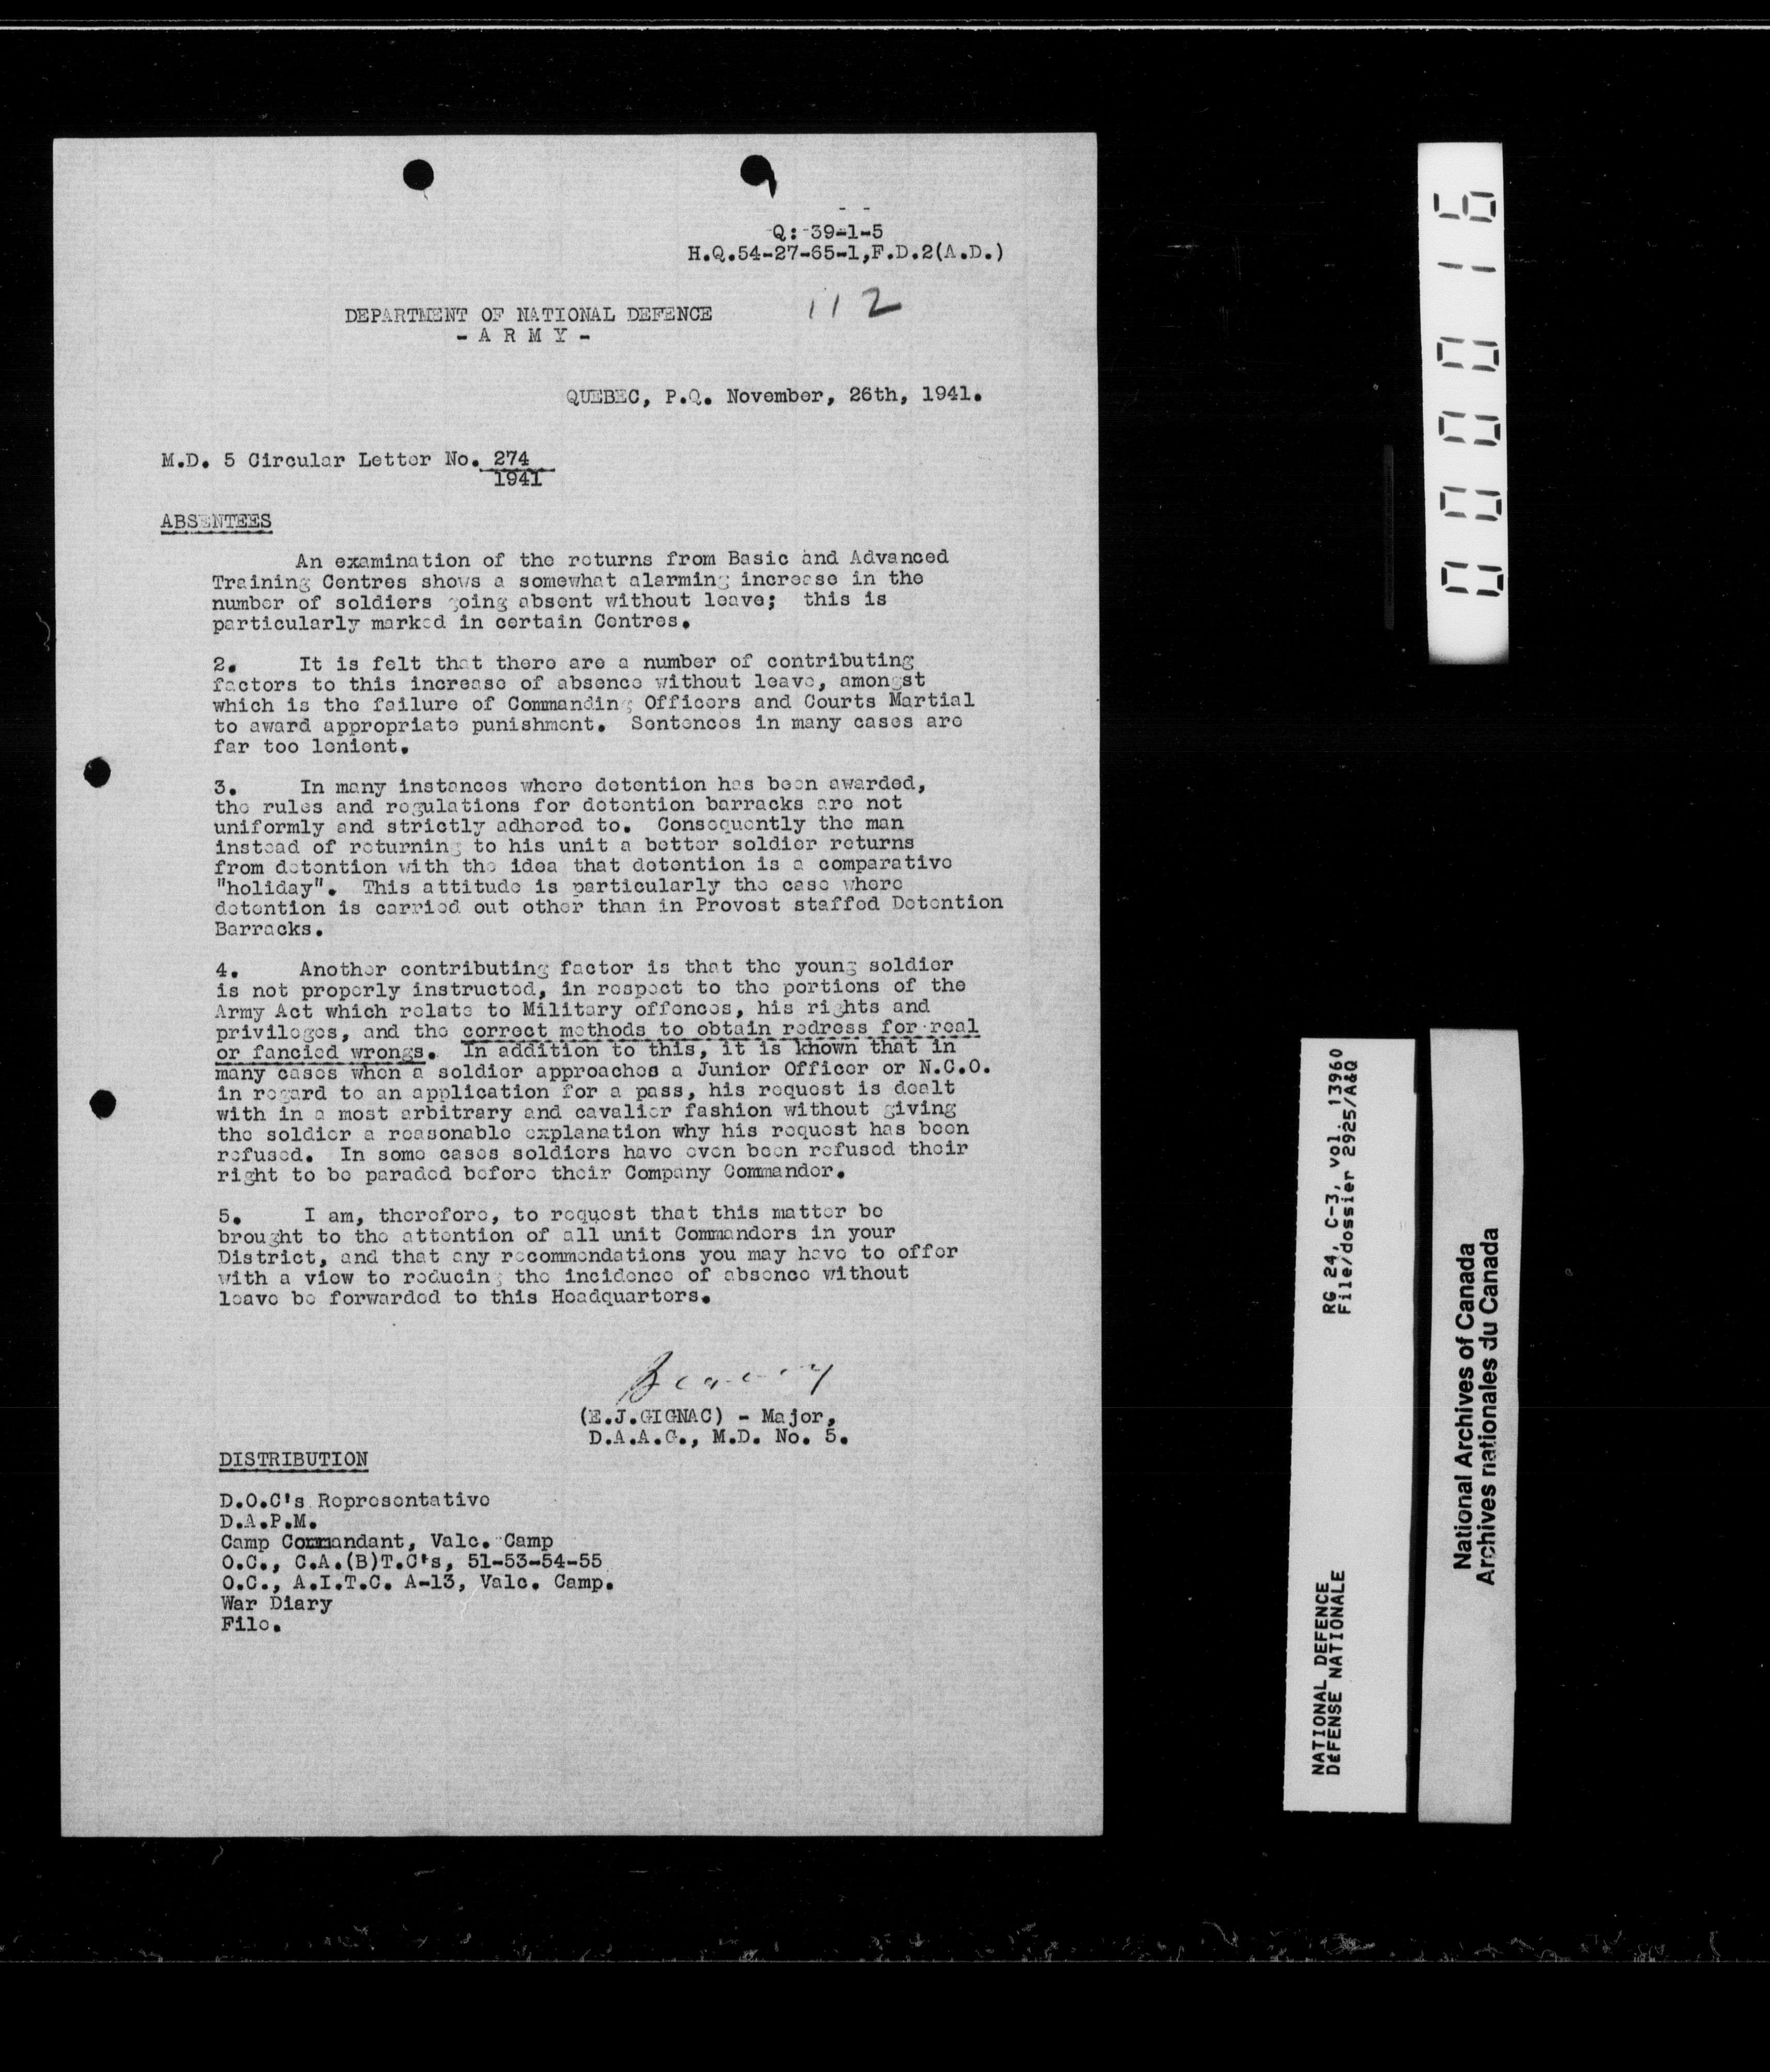 Q: 39-1-5
H.Q.54-27-65-1,F.D.2(A.D.)
112
DEPARTMENT OF NATIONAL DEFENCE
- A R M Y -
QUEBEC, P.Q. November, 26th, 1941.
M.D. 5 Circular Letter No. 274
1941
ABSENTEES
An examination of the returns from Basic and Advanced
Training Centres shows a somewhat alarming increase in the
number of soldiers going absent without leave; this is
particularly marked in certain Centres.
2. It is felt that there are a number of contributing
factors to this increase of absence without leave, amongst
which is the failure of Commanding Officers and Courts Martial
to award appropriate punishment. Sentences in many cases are
far too lenient.
3. In many instances where detention has been awarded,
the rules and regulations for detention barracks are not
uniformly and strictly adhered to. Consequently the man
instead of returning to his unit a better soldier returns
from detention with the idea that detention is a comparative
"holiday". This attitude is particularly the case where
detention is carried out other than in Provost staffed Detention
Barracks.
4. Another contributing factor is that the young soldier
is not properly instructed, in respect to the portions of the
Army Act which relate to Military offences, his rights and
privileges, and the correct methods to obtain redress for real
or fancied wrongs. In addition to this, it is known that in
many cases when a soldier approaches a Junior Officer or N.C.O.
in regard to an application for a pass, his request is dealt
with in a most arbitrary and cavalier fashion without giving
the soldier a reasonable explanation why his request has been
refused. In some cases soldiers have even been refused their
right to be paraded before their Company Commander.
5. I am, therefore, to request that this matter be
brought to the attention of all unit Commanders in your
District, and that any recommendations you may have to offer
with a view to reducing the incidence of absence without
leave be forwarded to this Headquarters.
(E.J.GIGNAC) - Major,
D.A.A.G., M.D. No. 5.
DISTRIBUTION
D.O.C's Representative
D.A.P.M.
Camp Commandant, Valc. Camp
O.C., C.A.(B)T.C's, 51-53-54-55
O.C., A.I.T.C. A-13, Valc. Camp.
War Diary
File.
000016
RG 24, C-3, vol. 13960
File/dossier 2925/A&Q
NATIONAL DEFENCE
DÉFENSE NATIONALE
National Archives of Canada
Archives nationales du Canada